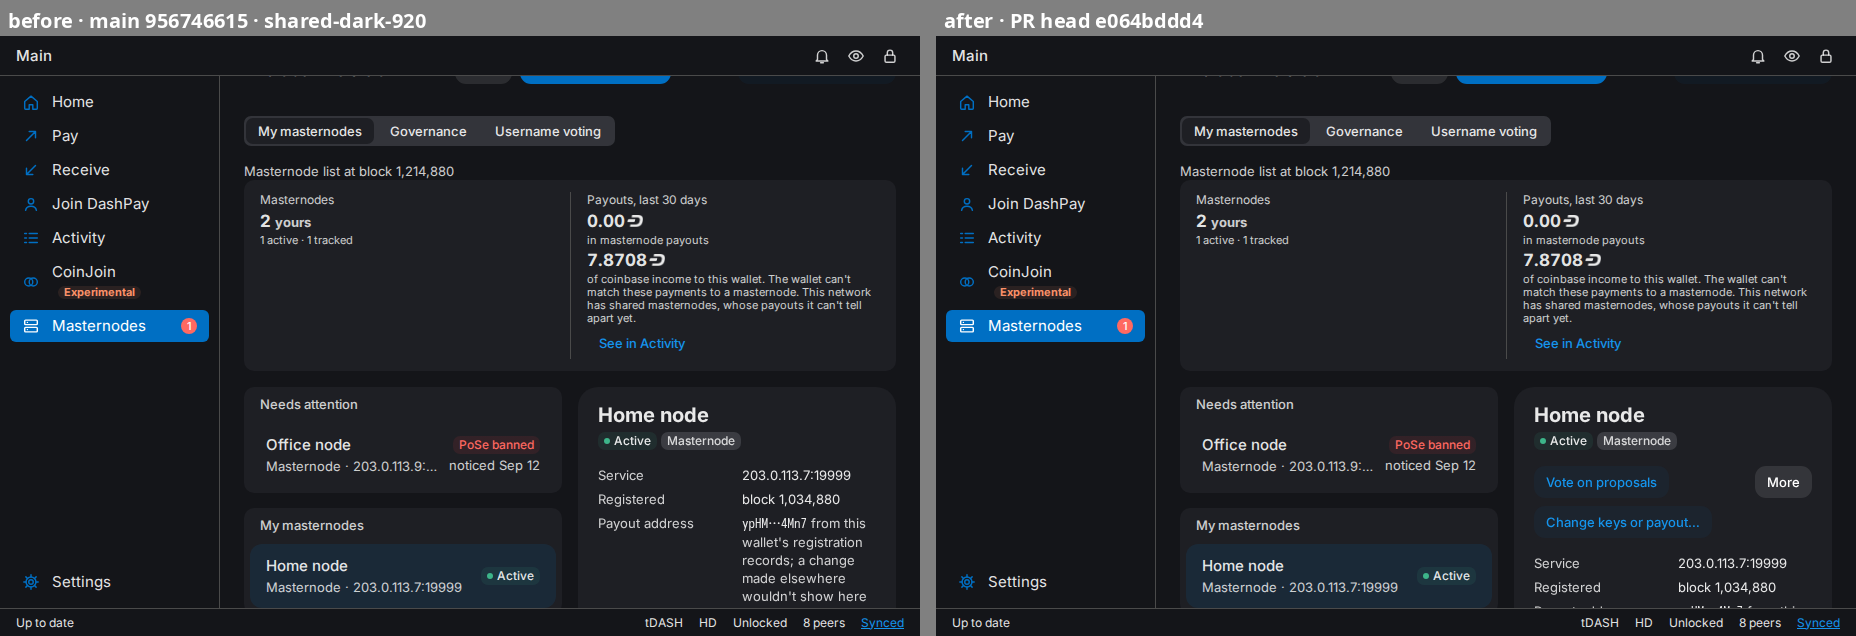 before · main 956746615 · shared-dark-920
Main
Home
Pay
Receive
Join DashPay
Activity
CoinJoin
Experimental
Masternodes 1
Settings
My masternodes Governance Username voting
Masternode list at block 1,214,880
Masternodes
2 yours
1 active · 1 tracked
Payouts, last 30 days
0.00
in masternode payouts
7.8708
of coinbase income to this wallet. The wallet can't
match these payments to a masternode. This network
has shared masternodes, whose payouts it can't tell
apart yet.
See in Activity
Needs attention
Office node PoSe banned
Masternode · 203.0.113.9:... noticed Sep 12
My masternodes
Home node
Masternode · 203.0.113.7:19999 Active
Home node
Active Masternode
Service 203.0.113.7:19999
Registered block 1,034,880
Payout address ypHM···4Mn7 from this
wallet's registration
records; a change
made elsewhere
wouldn't show here
Up to date tDASH HD Unlocked 8 peers Synced
after · PR head e064bddd4
Main
Home
Pay
Receive
Join DashPay
Activity
CoinJoin
Experimental
Masternodes 1
Settings
My masternodes Governance Username voting
Masternode list at block 1,214,880
Masternodes
2 yours
1 active · 1 tracked
Payouts, last 30 days
0.00
in masternode payouts
7.8708
of coinbase income to this wallet. The wallet can't
match these payments to a masternode. This network
has shared masternodes, whose payouts it can't tell
apart yet.
See in Activity
Needs attention
Office node PoSe banned
Masternode · 203.0.113.9:... noticed Sep 12
My masternodes
Home node
Masternode · 203.0.113.7:19999 Active
Home node
Active Masternode
Vote on proposals More
Change keys or payout...
Service 203.0.113.7:19999
Registered block 1,034,880
Up to date tDASH HD Unlocked 8 peers Synced